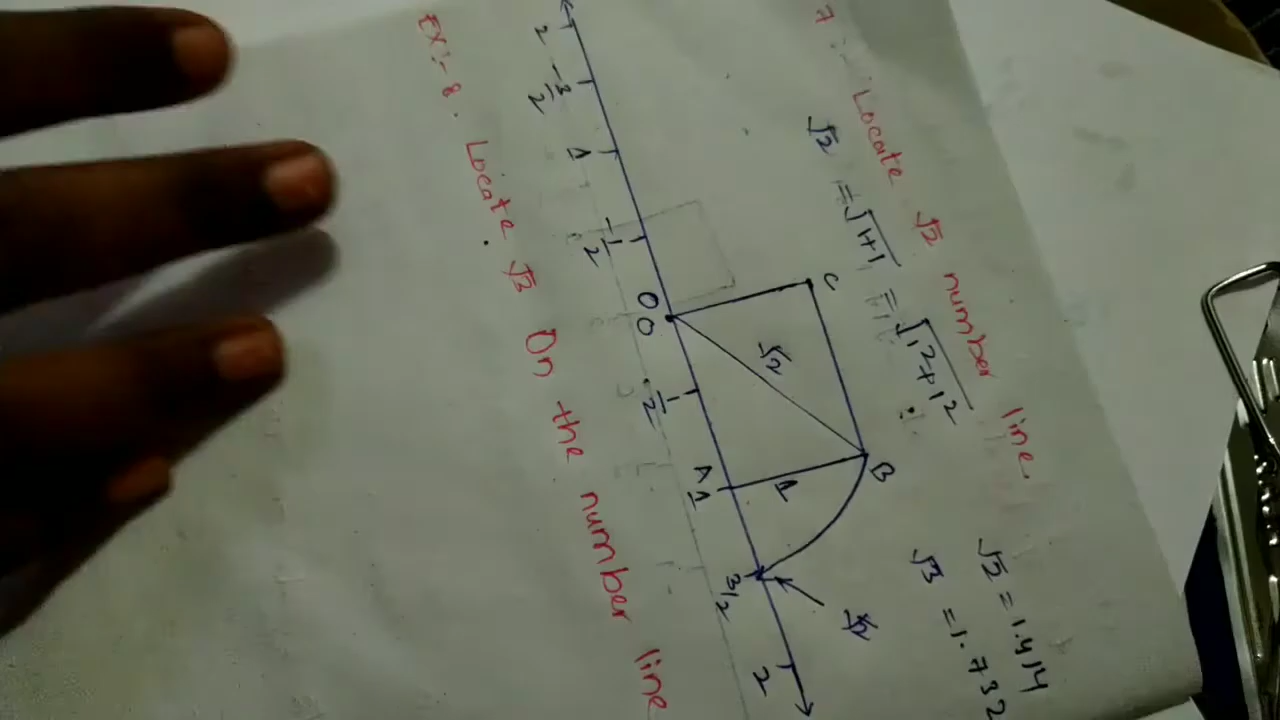 7 :- Locate √2 number line
√2 = √1+1 = √1²+1²
√2 = 1.414
√3 = 1.732
C
B
√2
1
√2
O
A
2
-3/2
1
-1/2
0
1/2
1
3/2
2
Ex:- 8. Locate √3 On the number line